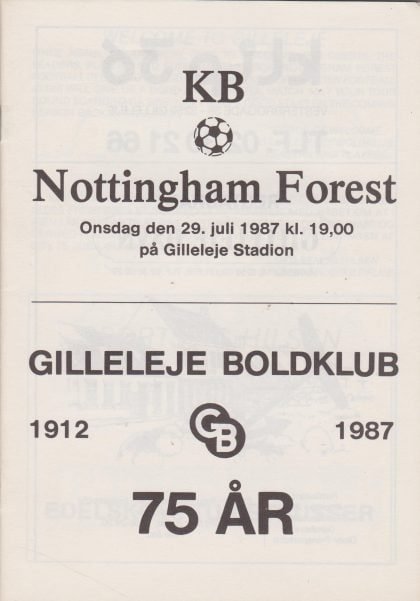 KB
Nottingham Forest
Onsdag den 29. juli 1987 kl. 19,00
på Gilleleje Stadion
GILLELEJE BOLDKLUB
1912 GB 1987
75 ÅR